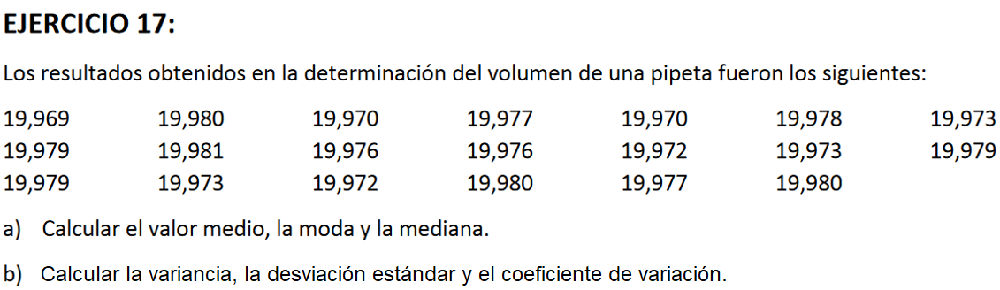 EJERCICIO 17:
Los resultados obtenidos en la determinación del volumen de una pipeta fueron los siguientes:
19,969 19,980 19,970 19,977 19,970 19,978 19,973
19,979 19,981 19,976 19,976 19,972 19,973 19,979
19,979 19,973 19,972 19,980 19,977 19,980
a) Calcular el valor medio, la moda y la mediana.
b) Calcular la variancia, la desviación estándar y el coeficiente de variación.